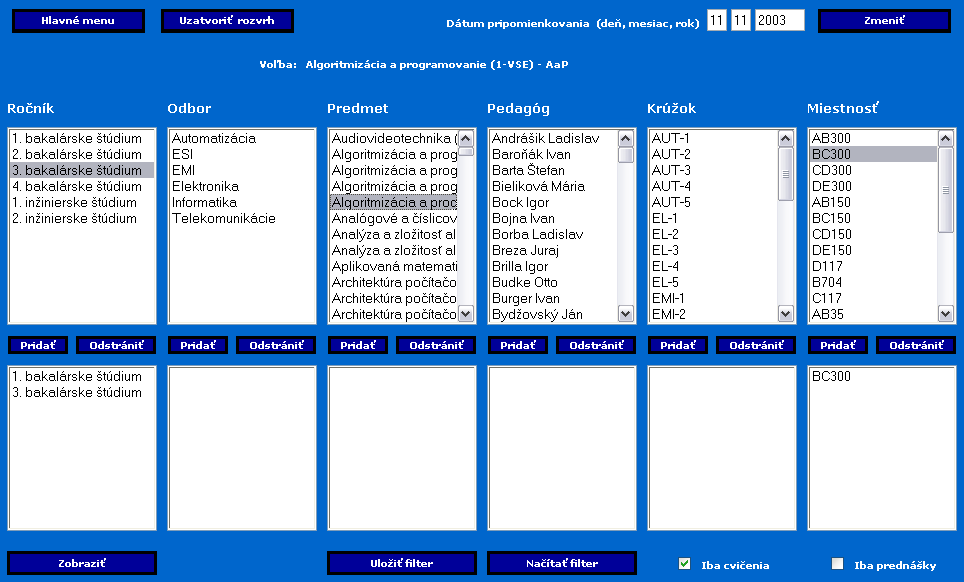 Hlavné menu Uzatvoriť rozvrh Dátum pripomienkovania (deň, mesiac, rok) 11 11 2003 Zmeniť
Voľba: Algoritmizácia a programovanie (1-VSE) - AaP
Ročník Odbor Predmet Pedagóg Krúžok Miestnosť
1. bakalárske štúdium Automatizácia Audiovideotechnika ( Andrášik Ladislav AUT-1 AB300
2. bakalárske štúdium ESI Algoritmizácia a prog Baroňák Ivan AUT-2 BC300
3. bakalárske štúdium EMI Algoritmizácia a prog Barta Štefan AUT-3 CD300
4. bakalárske štúdium Elektronika Algoritmizácia a prog Bieliková Mária AUT-4 DE300
1. inžinierske štúdium Informatika Algoritmizácia a prog Bock Igor AUT-5 AB150
2. inžinierske štúdium Telekomunikácie Analógové a číslicov Bojna Ivan EL-1 BC150
Analýza a zložitosť al Borba Ladislav EL-2 CD150
Analýza a zložitosť al Breza Juraj EL-3 DE150
Aplikovaná matemati Brilla Igor EL-4 D117
Architektúra počítačo Budke Otto EL-5 B704
Architektúra počítačo Burger Ivan EMI-1 C117
Architektúra počítačo Bydžovský Ján EMI-2 AB35
Pridať Odstrániť Pridať Odstrániť Pridať Odstrániť Pridať Odstrániť Pridať Odstrániť Pridať Odstrániť
1. bakalárske štúdium BC300
3. bakalárske štúdium
Zobraziť Uložiť filter Načítať filter Iba cvičenia Iba prednášky